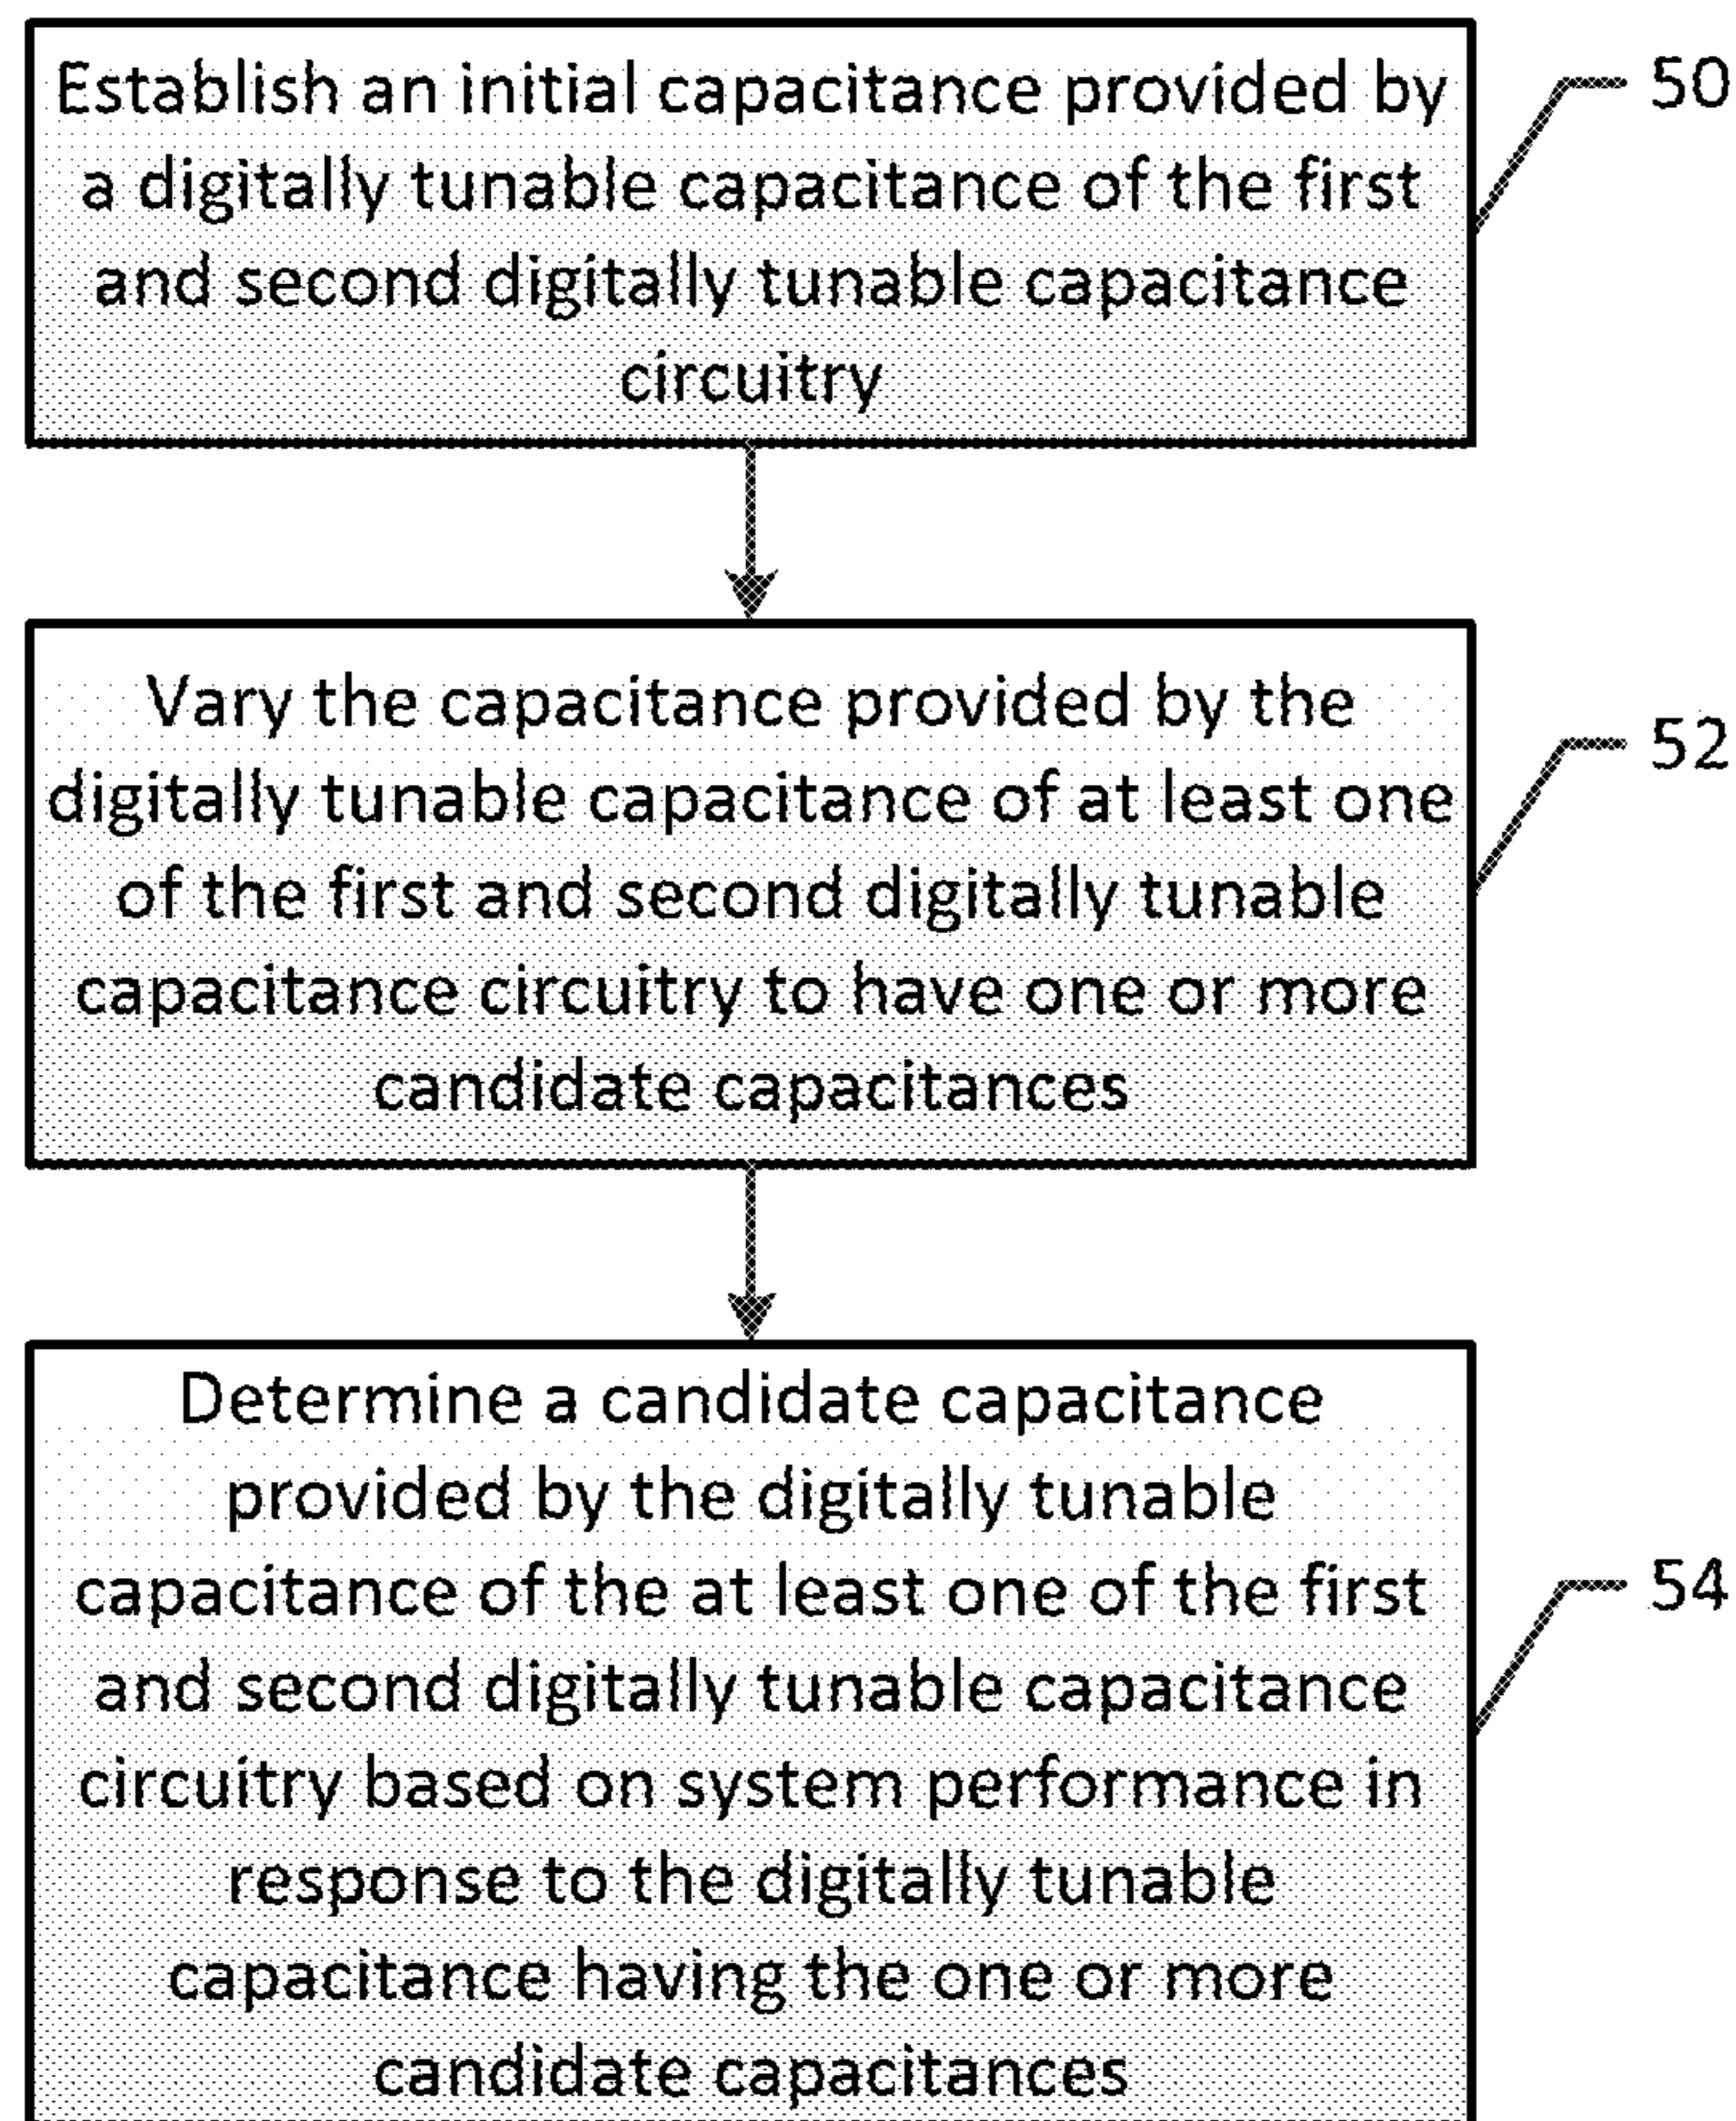 Establish an initial capacitance provided by
a digitally tunable capacitance of the first
and second digitally tunable capacitance
circuitry
50
Vary the capacitance provided by the
digitally tunable capacitance of at least one
of the first and second digitally tunable
capacitance circuitry to have one or more
candidate capacitances
52
Determine a candidate capacitance
provided by the digitally tunable
capacitance of the at least one of the first
and second digitally tunable capacitance
circuitry based on system performance in
response to the digitally tunable
capacitance having the one or more
candidate capacitances
54